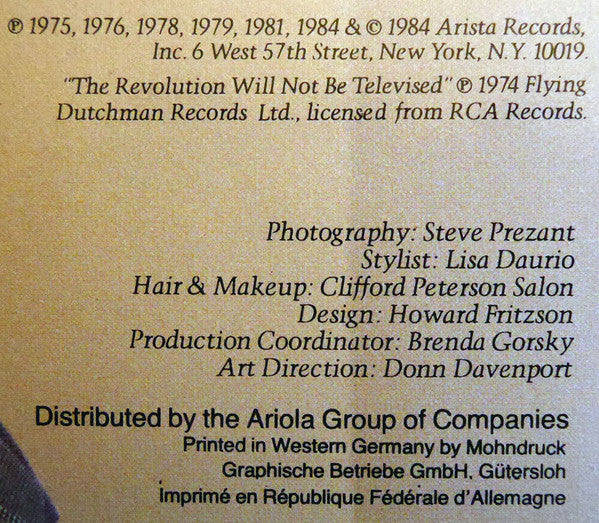 ℗ 1975, 1976, 1978, 1979, 1981, 1984 & © 1984 Arista Records,
Inc. 6 West 57th Street, New York, N.Y. 10019.
"The Revolution Will Not Be Televised" ℗ 1974 Flying
Dutchman Records Ltd., licensed from RCA Records.
Photography: Steve Prezant
Stylist: Lisa Daurio
Hair & Makeup: Clifford Peterson Salon
Design: Howard Fritzson
Production Coordinator: Brenda Gorsky
Art Direction: Donn Davenport
Distributed by the Ariola Group of Companies
Printed in Western Germany by Mohndruck
Graphische Betriebe GmbH, Gütersloh
Imprimé en République Fédérale d'Allemagne